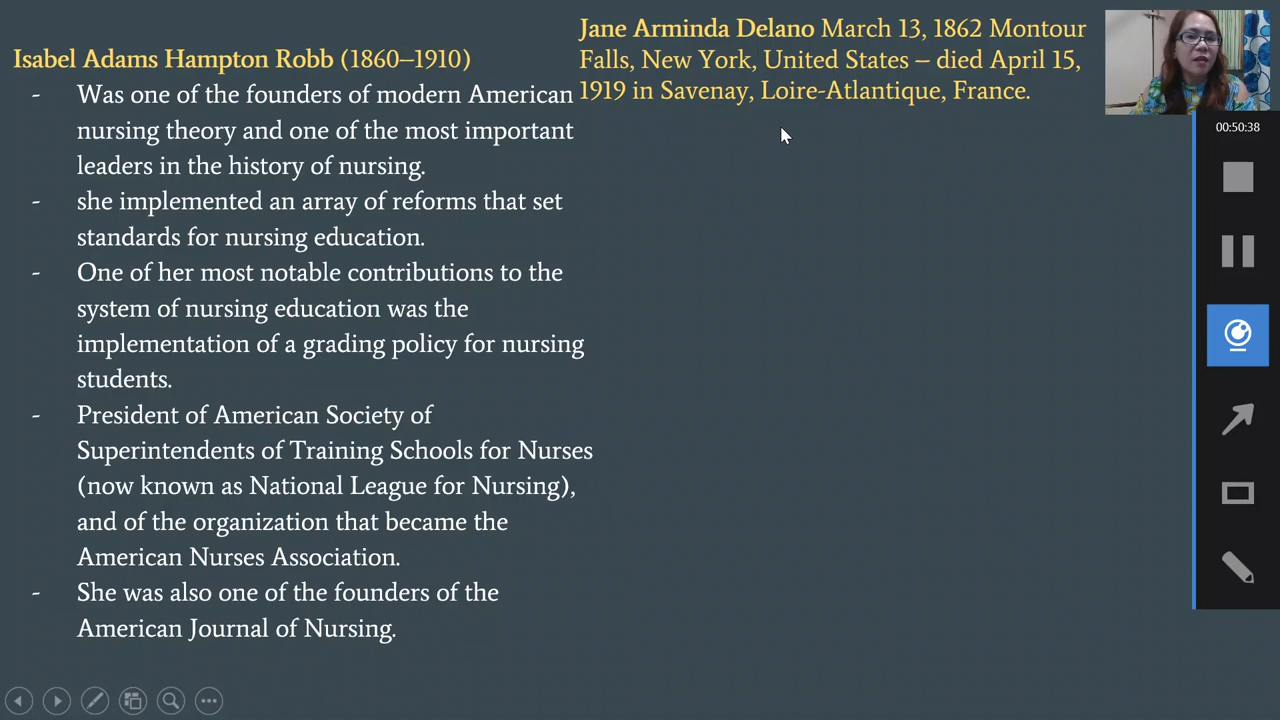 Isabel Adams Hampton Robb (1860–1910)
- Was one of the founders of modern American
nursing theory and one of the most important
leaders in the history of nursing.
- she implemented an array of reforms that set
standards for nursing education.
- One of her most notable contributions to the
system of nursing education was the
implementation of a grading policy for nursing
students.
- President of American Society of
Superintendents of Training Schools for Nurses
(now known as National League for Nursing),
and of the organization that became the
American Nurses Association.
- She was also one of the founders of the
American Journal of Nursing.
Jane Arminda Delano March 13, 1862 Montour
Falls, New York, United States – died April 15,
1919 in Savenay, Loire-Atlantique, France.
00:50:38